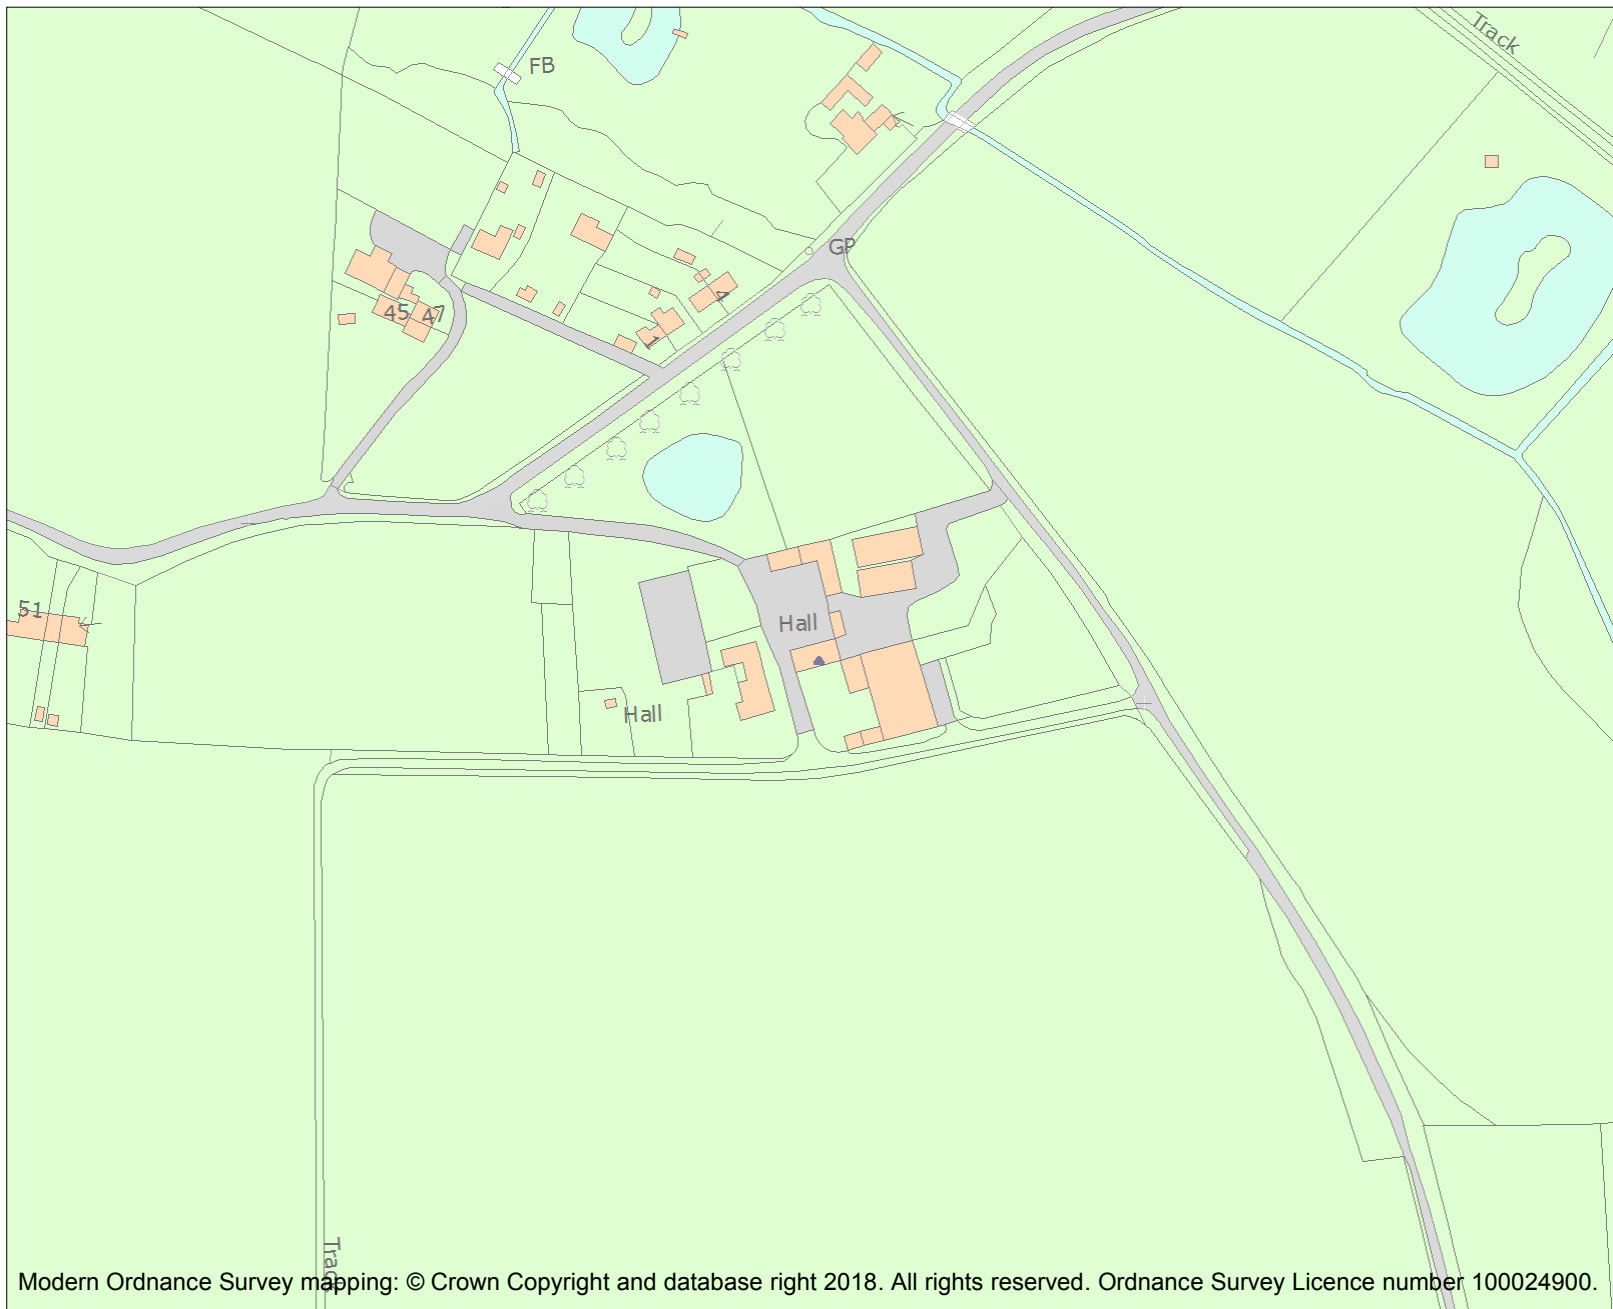 Track
FB
GP
4
45 47
1
51
Hall
Hall
Track
Modern Ordnance Survey mapping: © Crown Copyright and database right 2018. All rights reserved. Ordnance Survey Licence number 100024900.